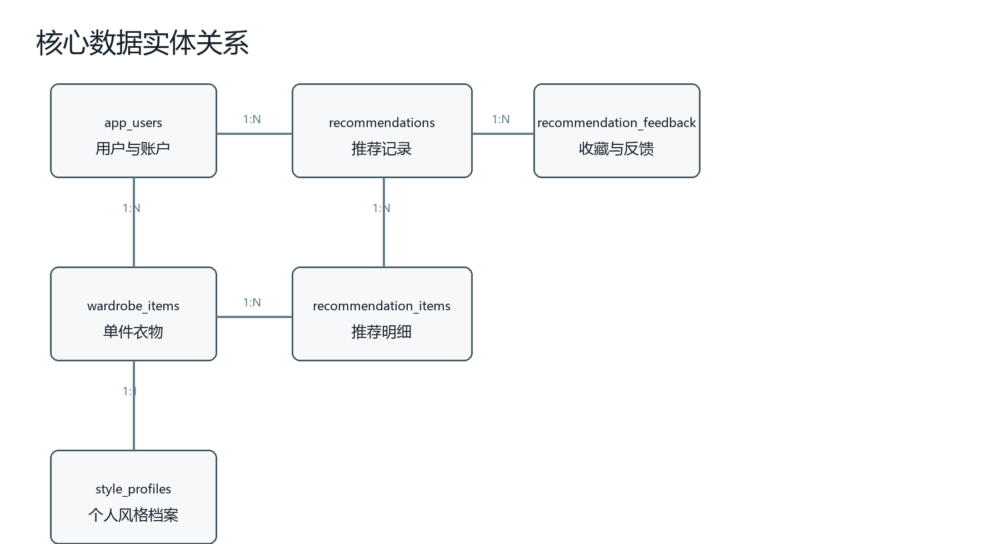 核心数据实体关系
app_users
用户与账户
1:N
recommendations
推荐记录
1:N
recommendation_feedback
收藏与反馈
1:N
1:N
wardrobe_items
单件衣物
1:N
recommendation_items
推荐明细
1:1
style_profiles
个人风格档案